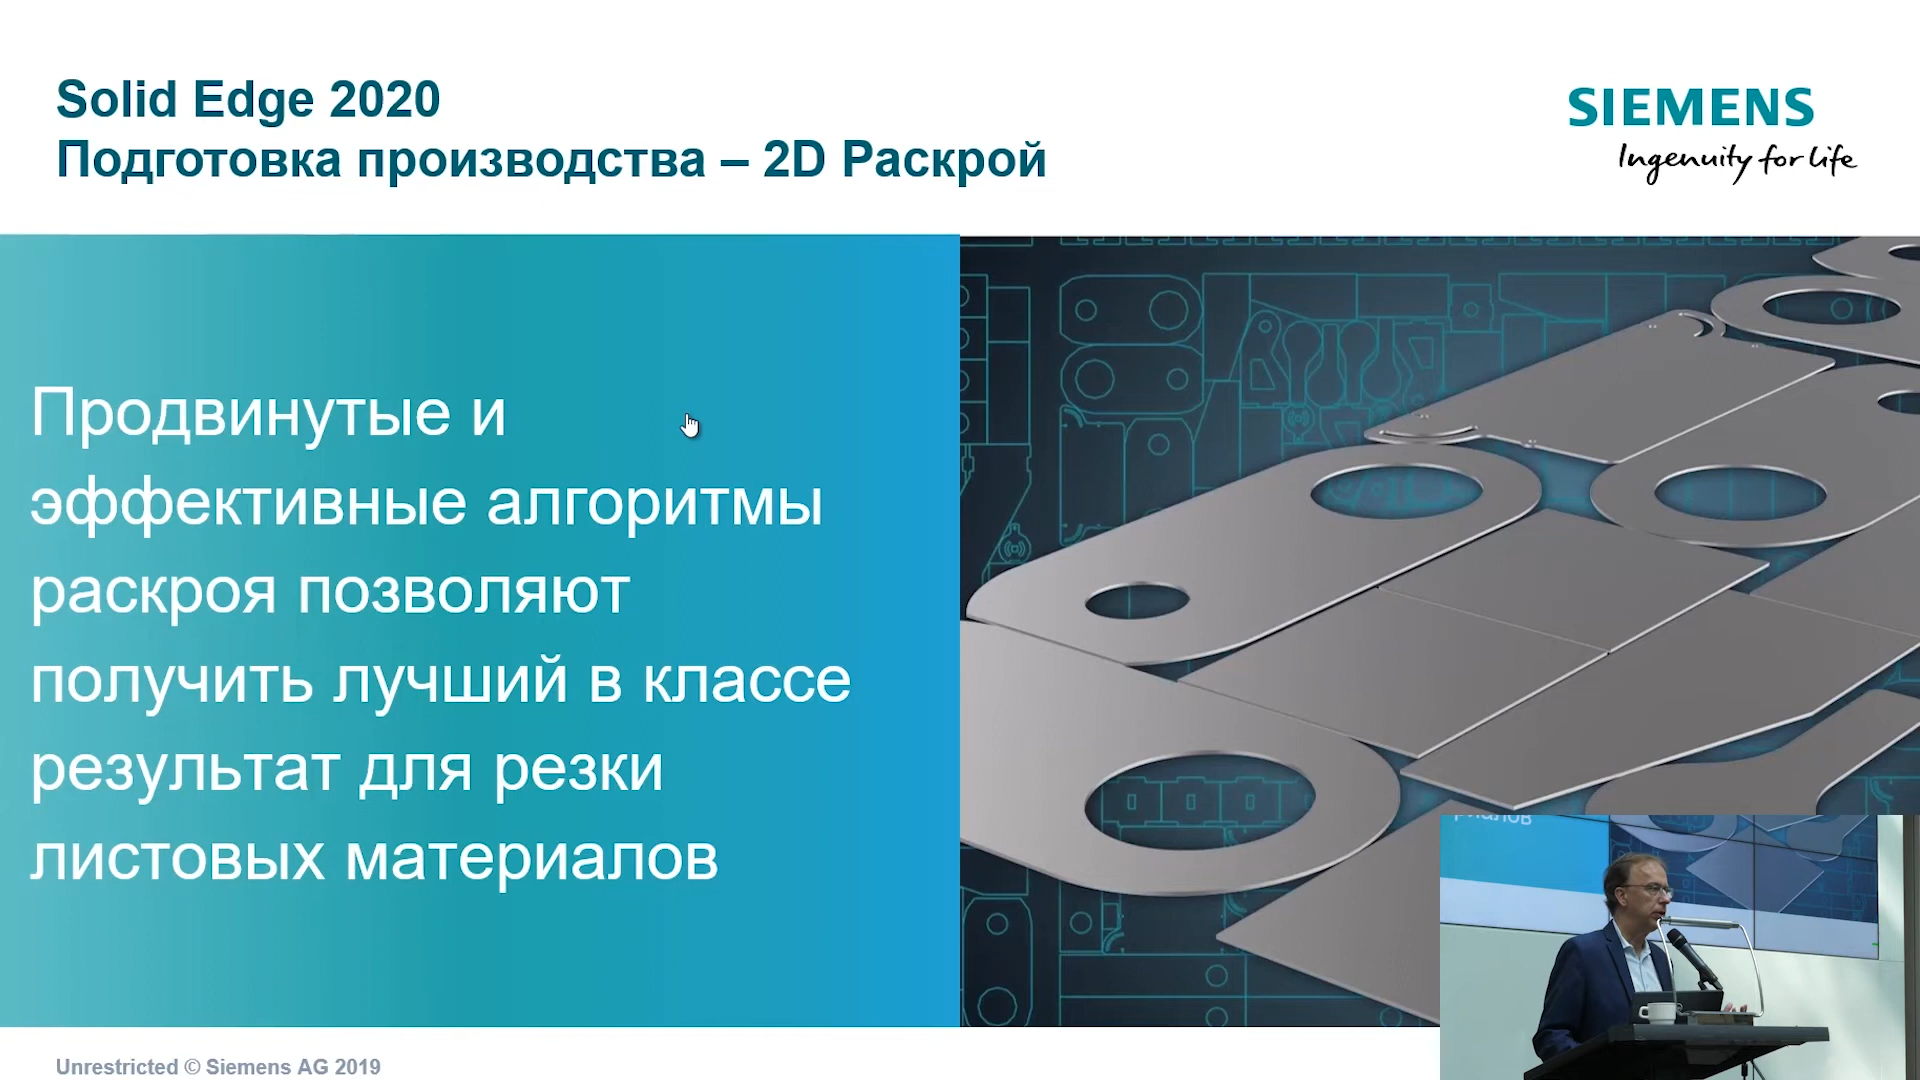 Solid Edge 2020
Подготовка производства – 2D Раскрой
SIEMENS
Ingenuity for life
Продвинутые и
эффективные алгоритмы
раскроя позволяют
получить лучший в классе
результат для резки
листовых материалов
Unrestricted © Siemens AG 2019